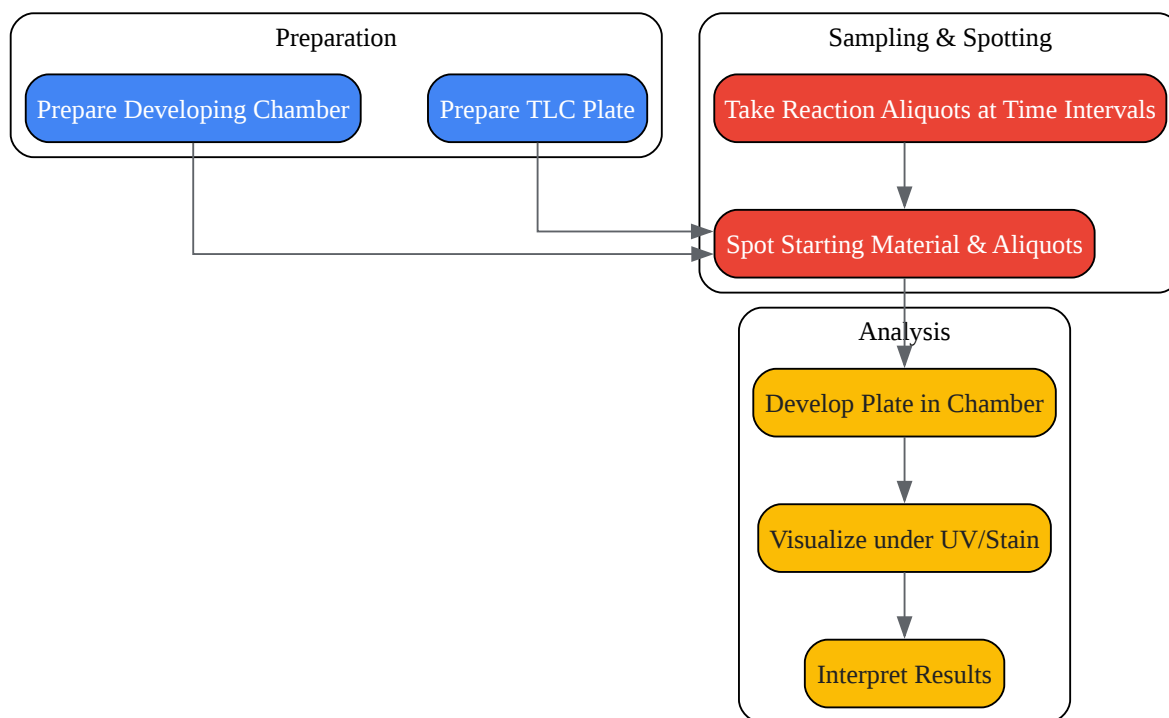 Preparation
Prepare Developing Chamber
Prepare TLC Plate
Sampling & Spotting
Take Reaction Aliquots at Time Intervals
Spot Starting Material & Aliquots
Analysis
Develop Plate in Chamber
Visualize under UV/Stain
Interpret Results